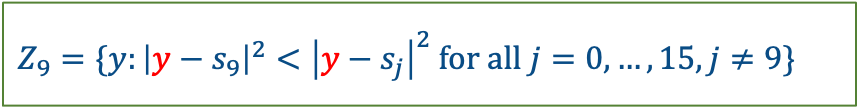 Z₉ = {y: |y − s₉|² < |y − sⱼ|² for all j = 0, … , 15, j ≠ 9}